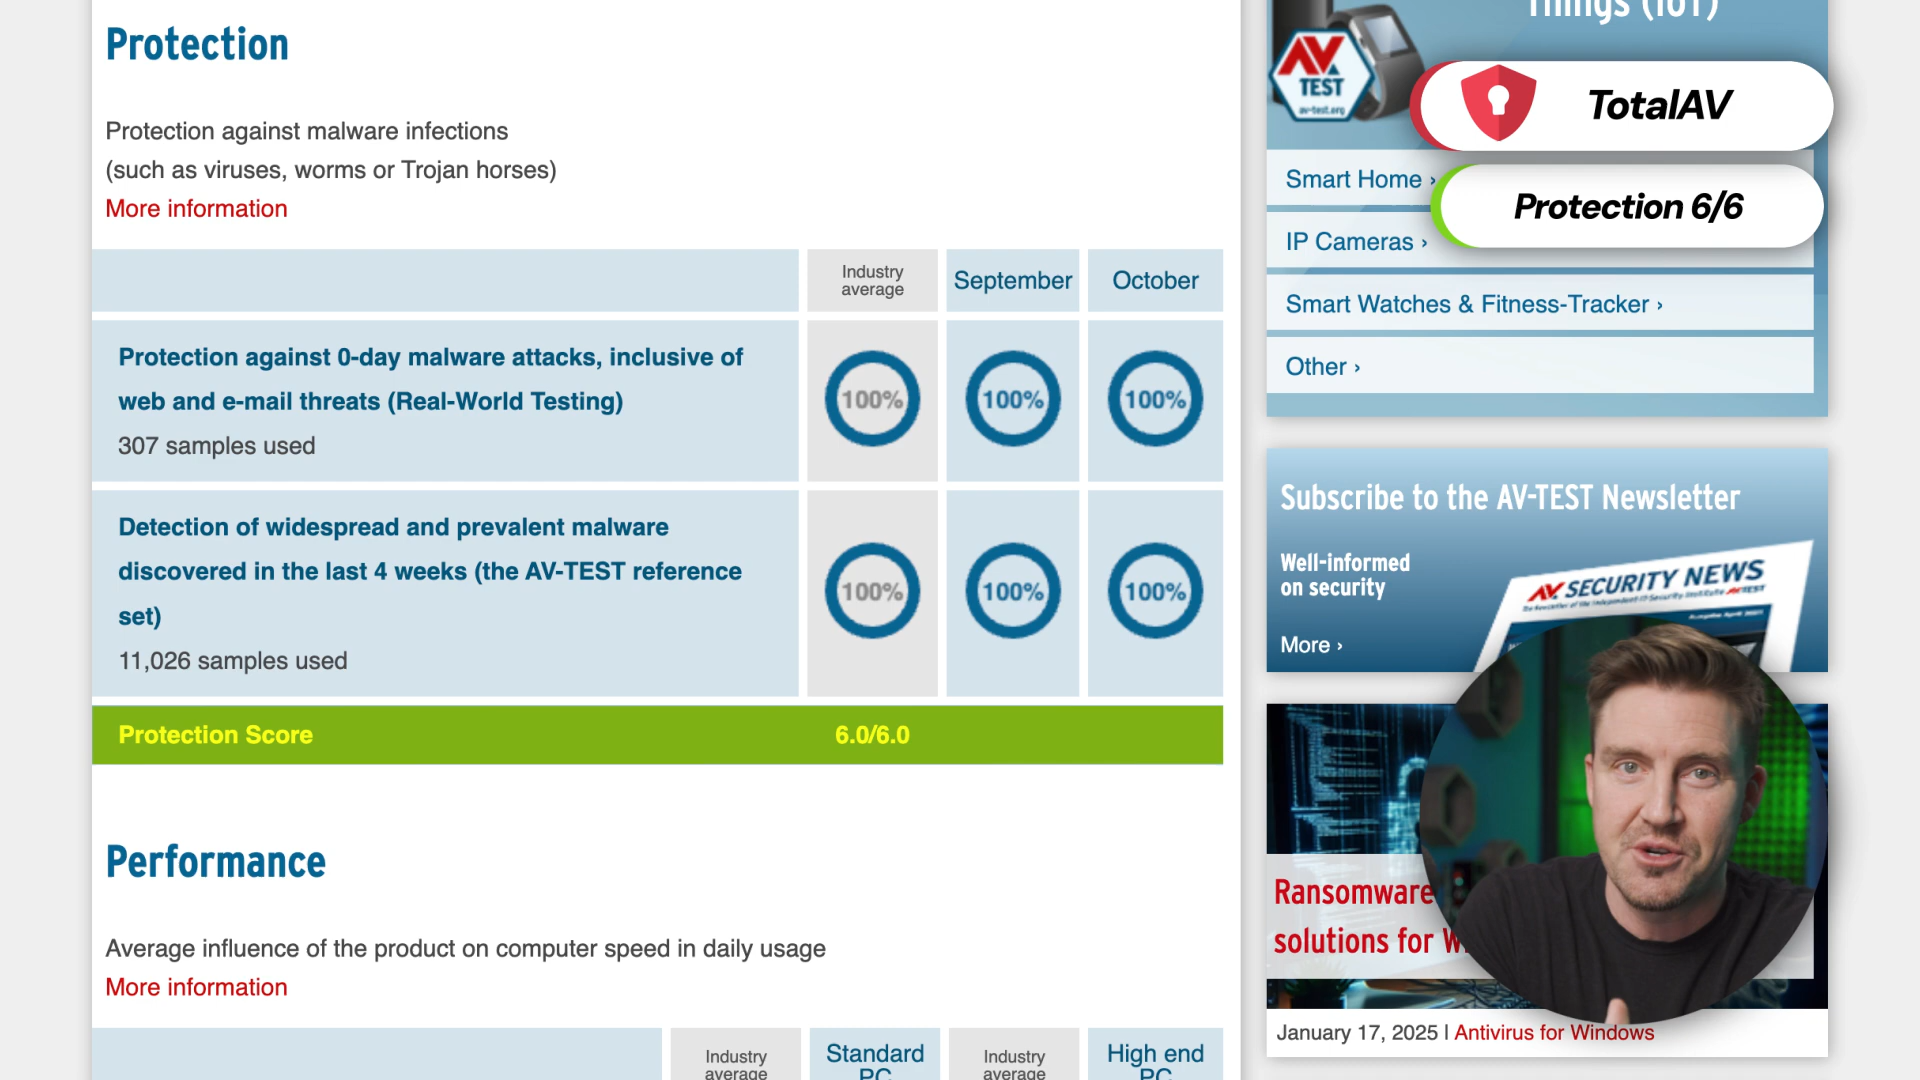 Protection
Protection against malware infections
(such as viruses, worms or Trojan horses)
More information
Industry
average
September
October
Protection against 0-day malware attacks, inclusive of
web and e-mail threats (Real-World Testing)
307 samples used
100%
100%
100%
Detection of widespread and prevalent malware
discovered in the last 4 weeks (the AV-TEST reference
set)
11,026 samples used
100%
100%
100%
Protection Score
6.0/6.0
Performance
Average influence of the product on computer speed in daily usage
More information
Industry
average
Standard
PC
Industry
average
High end
PC
Things (IoT)
AV
TEST
av-test.org
TotalAV
Protection 6/6
Smart Home ›
IP Cameras ›
Smart Watches & Fitness-Tracker ›
Other ›
Subscribe to the AV-TEST Newsletter
Well-informed
on security
More ›
AV SECURITY NEWS
Ransomware
solutions for W
January 17, 2025 I Antivirus for Windows